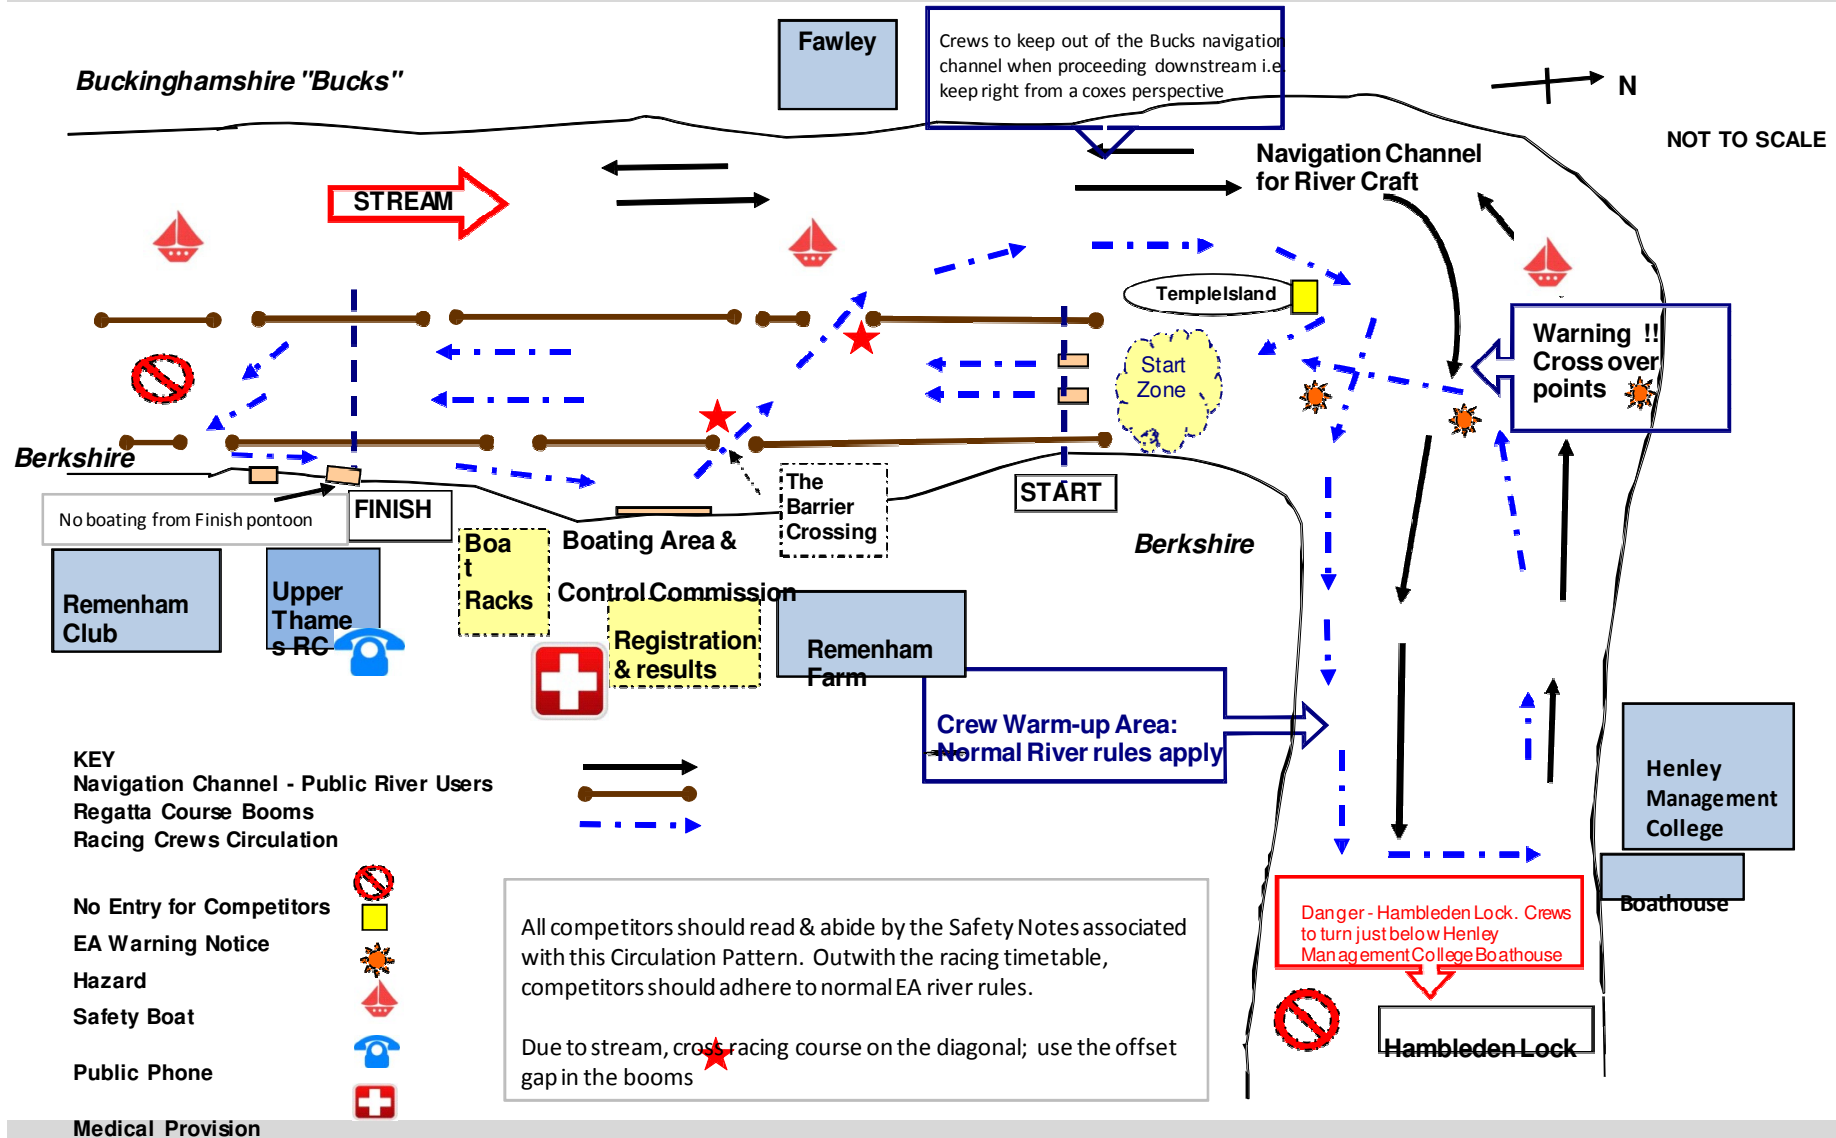 Fawley
Crews to keep out of the Bucks navigation
channel when proceeding downstream i.e.
keep right from a coxes perspective
Buckinghamshire "Bucks"
N
NOT TO SCALE
Navigation Channel
for River Craft
STREAM
TempleIsland
Warning !!
Cross over
points
Start
Zone
Berkshire
The
Barrier
Crossing
START
No boating from Finish pontoon
FINISH
Boa
t
Racks
Boating Area &
Control Commission
Berkshire
Remenham
Club
Upper
Thame
s RC
Registration
& results
Remenham
Farm
Crew Warm-up Area:
Normal River rules apply
Henley
Management
College
Boathouse
KEY
Navigation Channel - Public River Users
Regatta Course Booms
Racing Crews Circulation
No Entry for Competitors
EA Warning Notice
Hazard
Safety Boat
Public Phone
Medical Provision
All competitors should read & abide by the Safety Notes associated
with this Circulation Pattern. Outwith the racing timetable,
competitors should adhere to normal EA river rules.
Due to stream, cross racing course on the diagonal; use the offset
gap in the booms
Danger - Hambleden Lock. Crews
to turn just below Henley
Management College Boathouse
Hambleden Lock